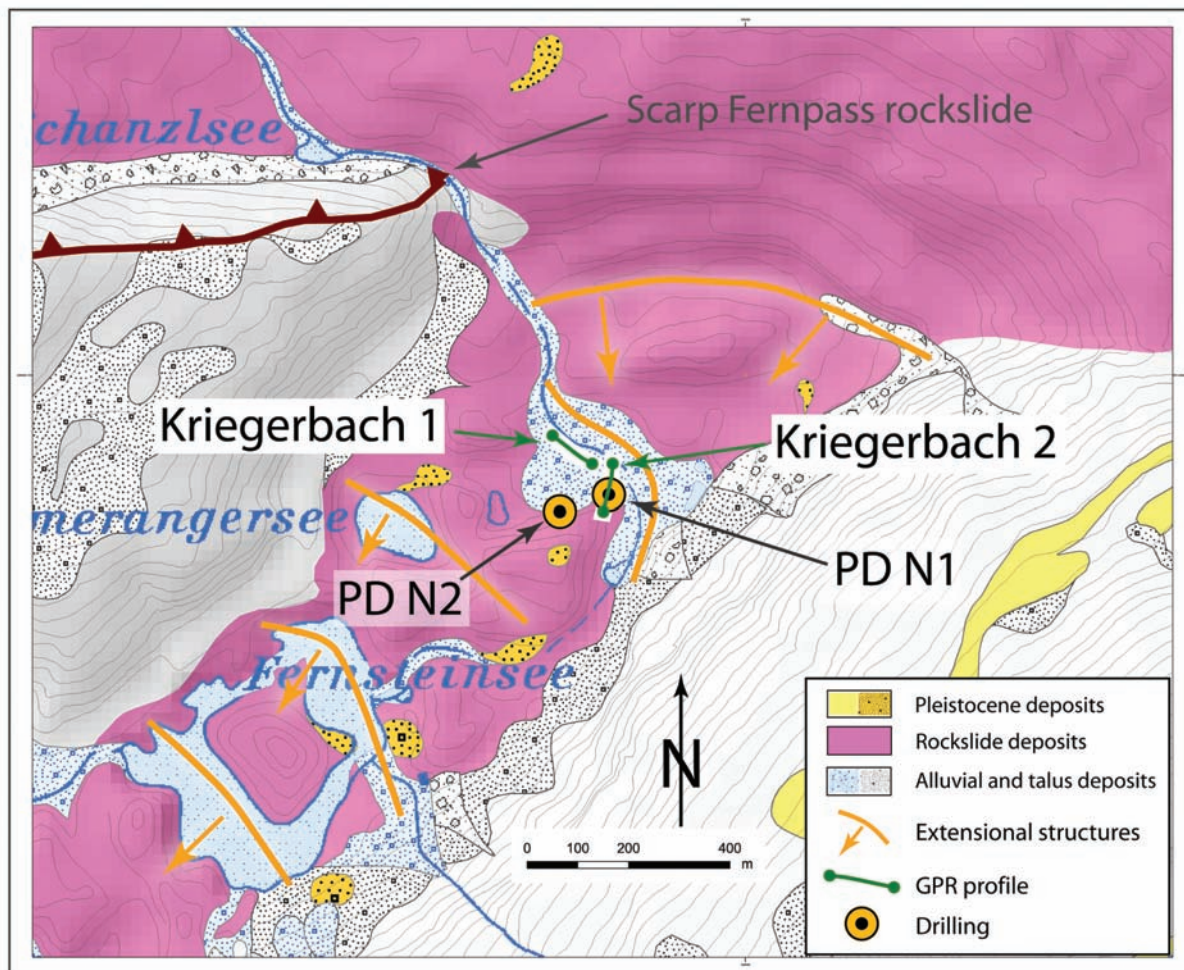 chanzlsee
Scarp Fernpass rockslide
Kriegerbach 1
Kriegerbach 2
merangersee
PD N2
PD N1
Fernsteinsee
N
0 100 200 400
m
Pleistocene deposits
Rockslide deposits
Alluvial and talus deposits
Extensional structures
GPR profile
Drilling